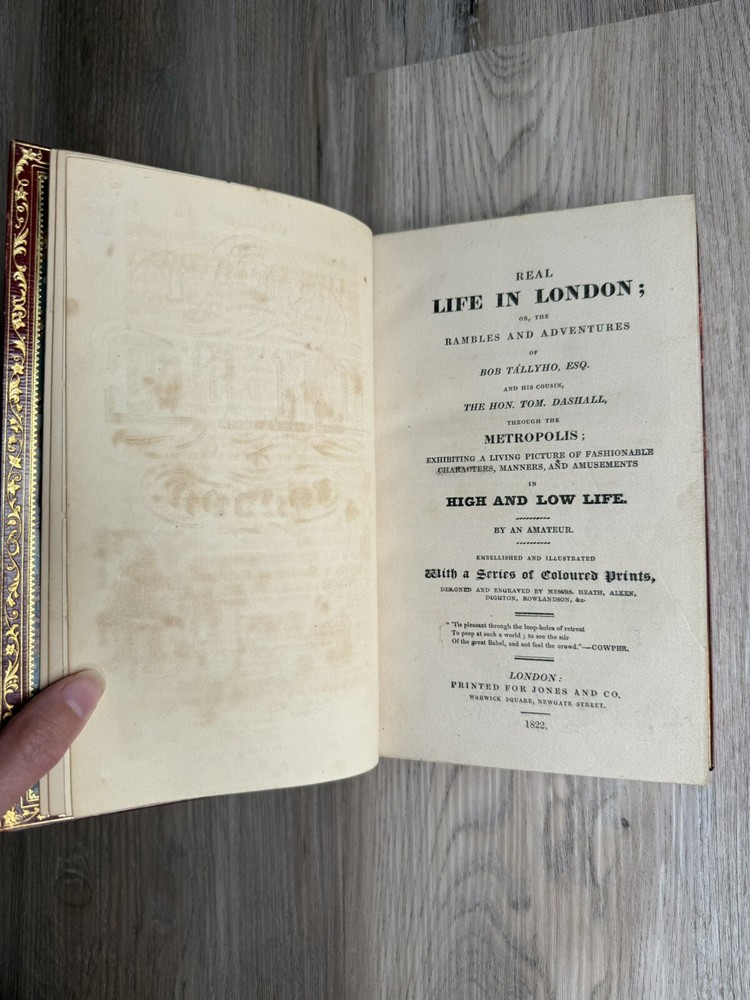 REAL
LIFE IN LONDON;
OR, THE
RAMBLES AND ADVENTURES
OF
BOB TALLYHO, ESQ.
AND HIS COUSIN,
THE HON. TOM. DASHALL,
THROUGH THE
METROPOLIS;
EXHIBITING A LIVING PICTURE OF FASHIONABLE
CHARACTERS, MANNERS, AND AMUSEMENTS
IN
HIGH AND LOW LIFE.
BY AN AMATEUR.
EMBELLISHED AND ILLUSTRATED
With a Series of Coloured Prints,
DESIGNED AND ENGRAVED BY MESSRS. HEATH, ALKEN,
DIGHTON, ROWLANDSON, &c.
"'Tis pleasant through the loop-holes of retreat
To peep at such a world; to see the stir
Of the great Babel, and not feel the crowd."—COWPER.
LONDON:
PRINTED FOR JONES AND CO.
WARWICK SQUARE, NEWGATE STREET.
1822.